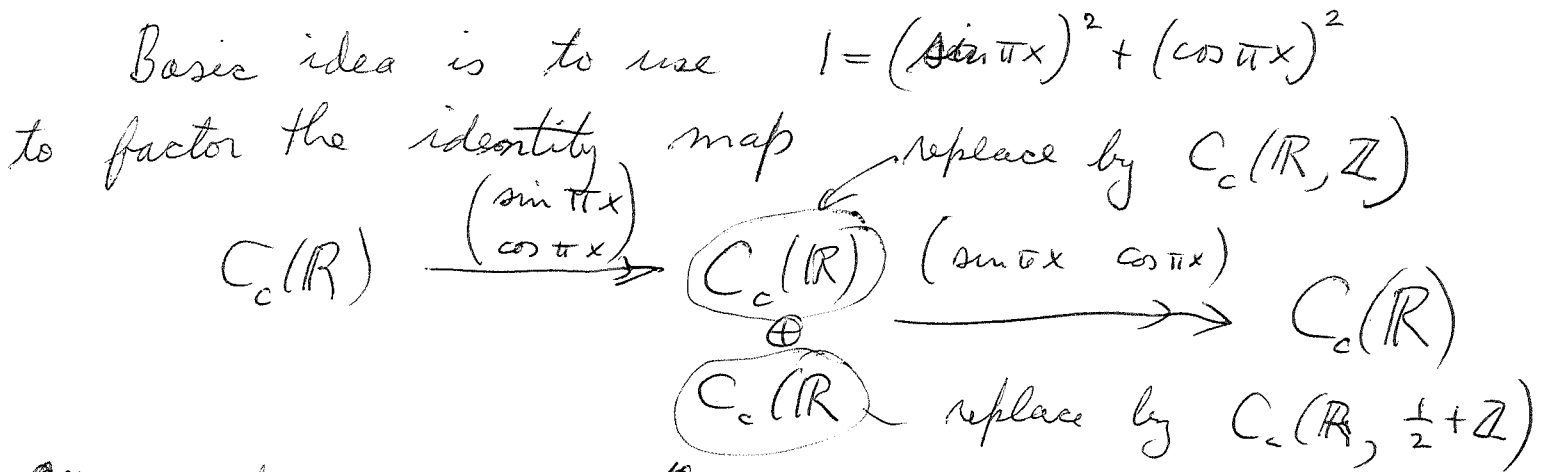 Basic idea is to use 1 = (sin πx)² + (cos πx)²
to factor the identity map replace by C_c(ℝ, ℤ)
C_c(ℝ) (sin πx cos πx) C_c(ℝ) (sin πx cos πx) C_c(ℝ)
⊕
C_c(ℝ replace by C_c(ℝ, ½ + ℤ)